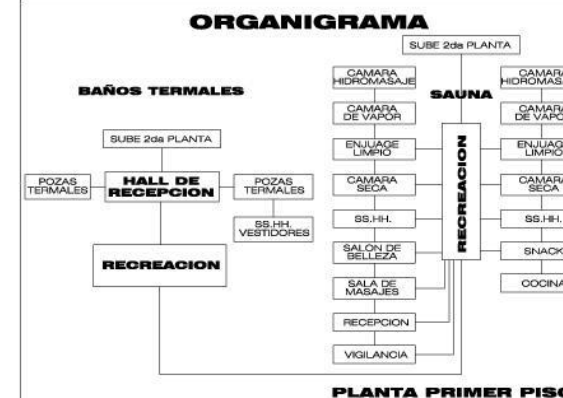 ORGANIGRAMA
SUBE 2da PLANTA
BAÑOS TERMALES
SUBE 2da PLANTA
POZAS
TERMALES
HALL DE
RECEPCION
POZAS
TERMALES
SS.HH.
VESTIDORES
RECREACION
SAUNA
CAMARA
HIDROMASAJE
CAMARA
DE VAPOR
ENJUAGE
LIMPIO
CAMARA
SECA
SS.HH.
SALON DE
BELLEZA
SALA DE
MASAJES
RECEPCION
VIGILANCIA
RECREACION
CAMARA
CAMARA
DE VAPO
ENJUAG
LIMPIO
CAMARA
SECA
SS.HH.
SNACK
COCINA
PLANTA PRIMER